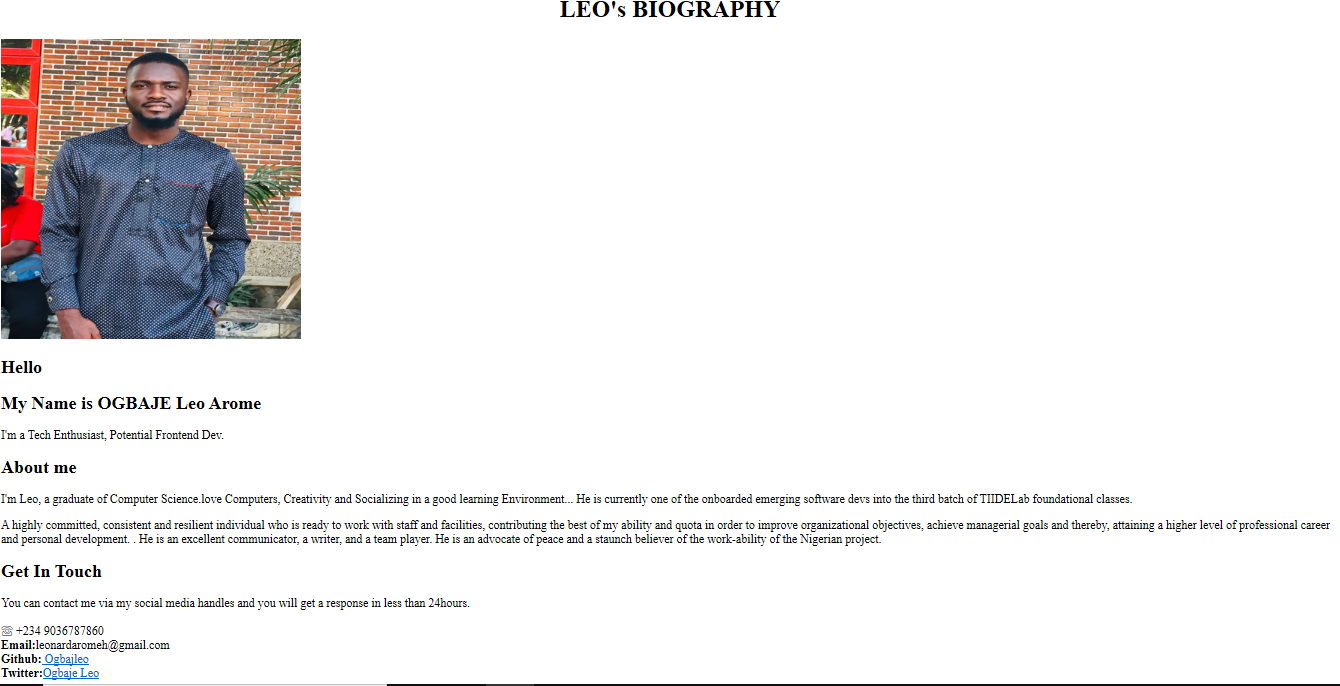 LEO's BIOGRAPHY
Hello
My Name is OGBAJE Leo Arome
I'm a Tech Enthusiast, Potential Frontend Dev.
About me
I'm Leo, a graduate of Computer Science.love Computers, Creativity and Socializing in a good learning Environment... He is currently one of the onboarded emerging software devs into the third batch of TIIDELab foundational classes.
A highly committed, consistent and resilient individual who is ready to work with staff and facilities, contributing the best of my ability and quota in order to improve organizational objectives, achieve managerial goals and thereby, attaining a higher level of professional career
and personal development. . He is an excellent communicator, a writer, and a team player. He is an advocate of peace and a staunch believer of the work-ability of the Nigerian project.
Get In Touch
You can contact me via my social media handles and you will get a response in less than 24hours.
☏ +234 9036787860
Email:leonardaromeh@gmail.com
Github: Ogbajleo
Twitter:Ogbaje Leo